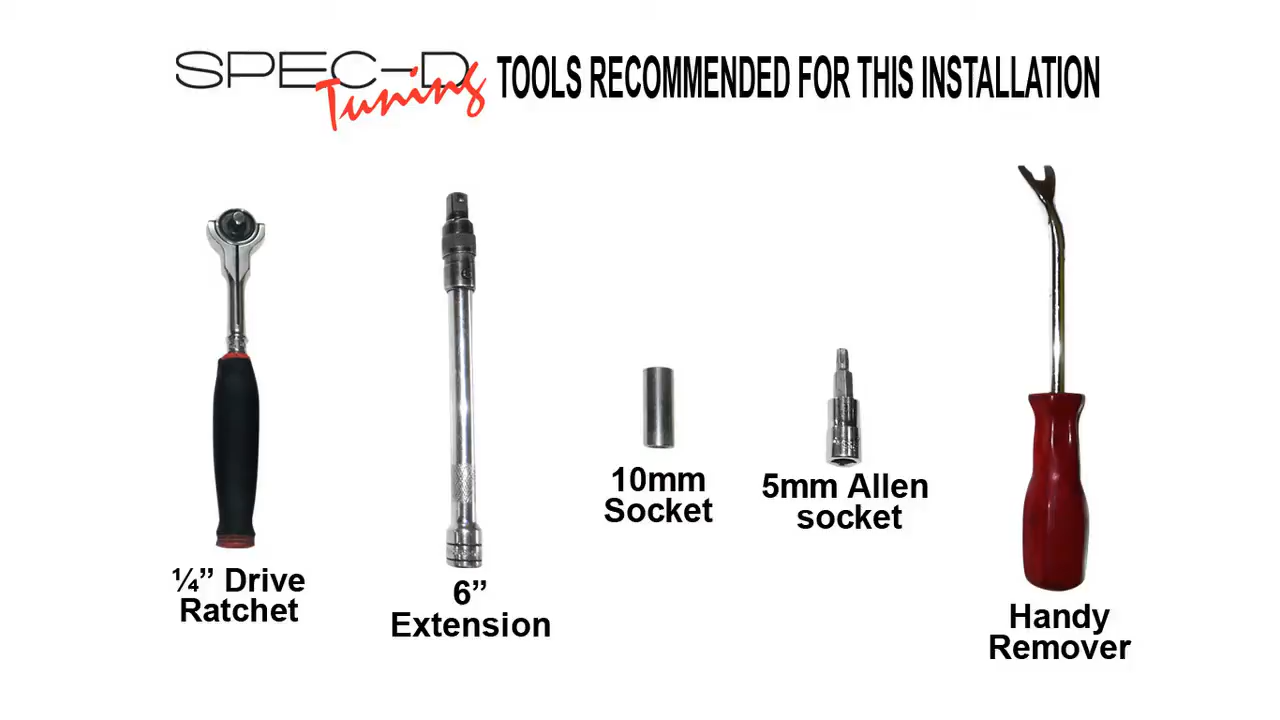 SPEC-D
Tuning
TOOLS RECOMMENDED FOR THIS INSTALLATION
¼” Drive
Ratchet
6”
Extension
10mm
Socket
5mm Allen
socket
Handy
Remover